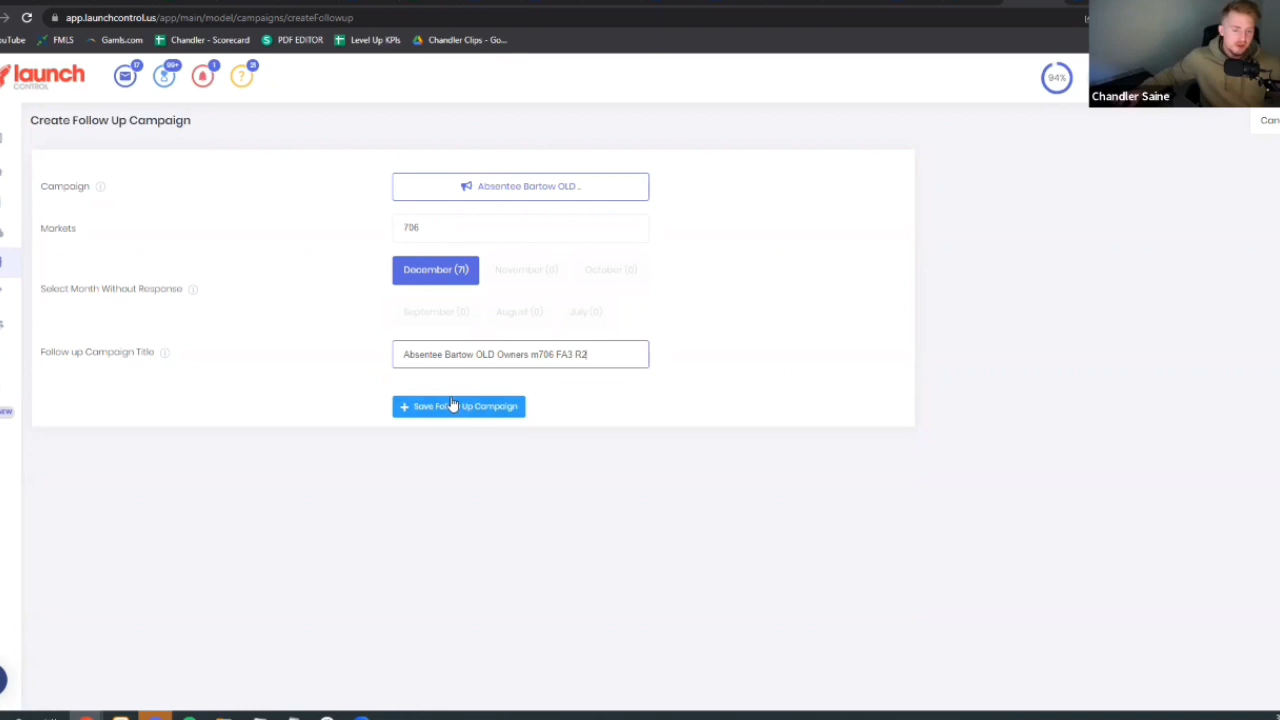 app.launchcontrol.us/app/main/model/campaigns/createFollowup
FMLS
Gamls.com
Chandler - Scorecard
PDF EDITOR
Level Up KPIs
Chandler Clips - Go...
launch
CONTROL
17
99+
1
21
?
94%
Chandler Saine
Create Follow Up Campaign
Campaign
Absentee Bartow OLD ..
Markets
706
December (71)
November (0)
October (0)
Select Month Without Response
September (0)
August (0)
July (0)
Follow up Campaign Title
Absentee Bartow OLD Owners m706 FA3 R2
+ Save Follow Up Campaign